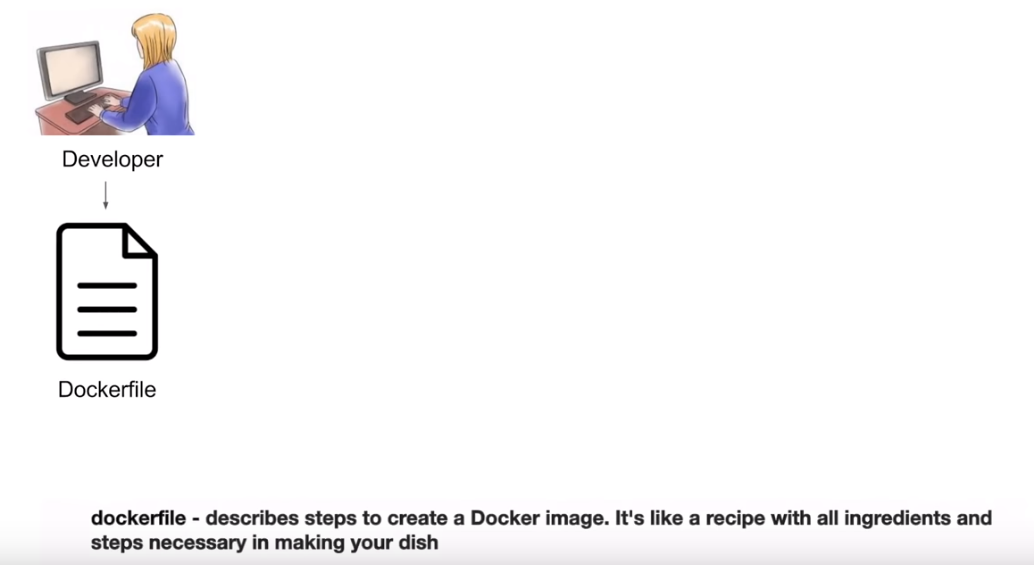 Developer
Dockerfile
dockerfile - describes steps to create a Docker image. It's like a recipe with all ingredients and
steps necessary in making your dish